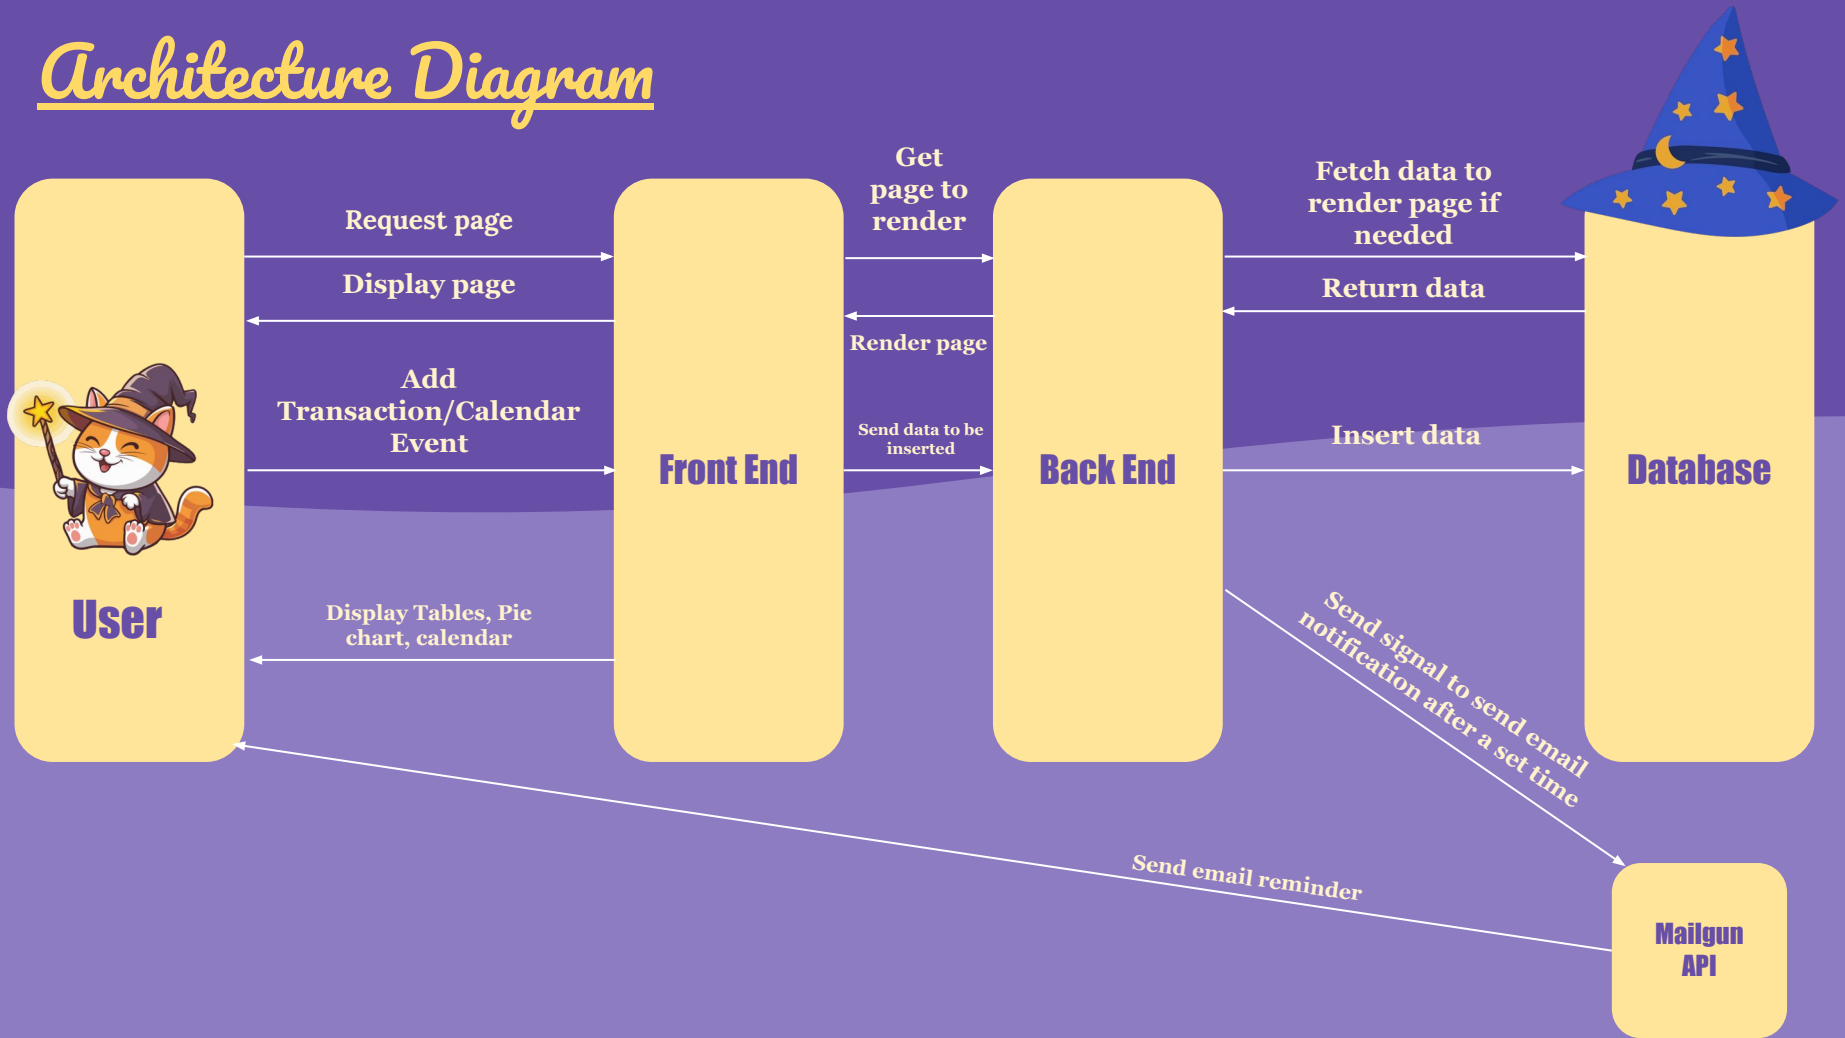 Architecture Diagram
Request page
Display page
Add
Transaction/Calendar
Event
Display Tables, Pie
chart, calendar
User
Front End
Get
page to
render
Render page
Send data to be
inserted
Back End
Fetch data to
render page if
needed
Return data
Insert data
Database
Send signal to send email
notification after a set time
Send email reminder
Mailgun
API